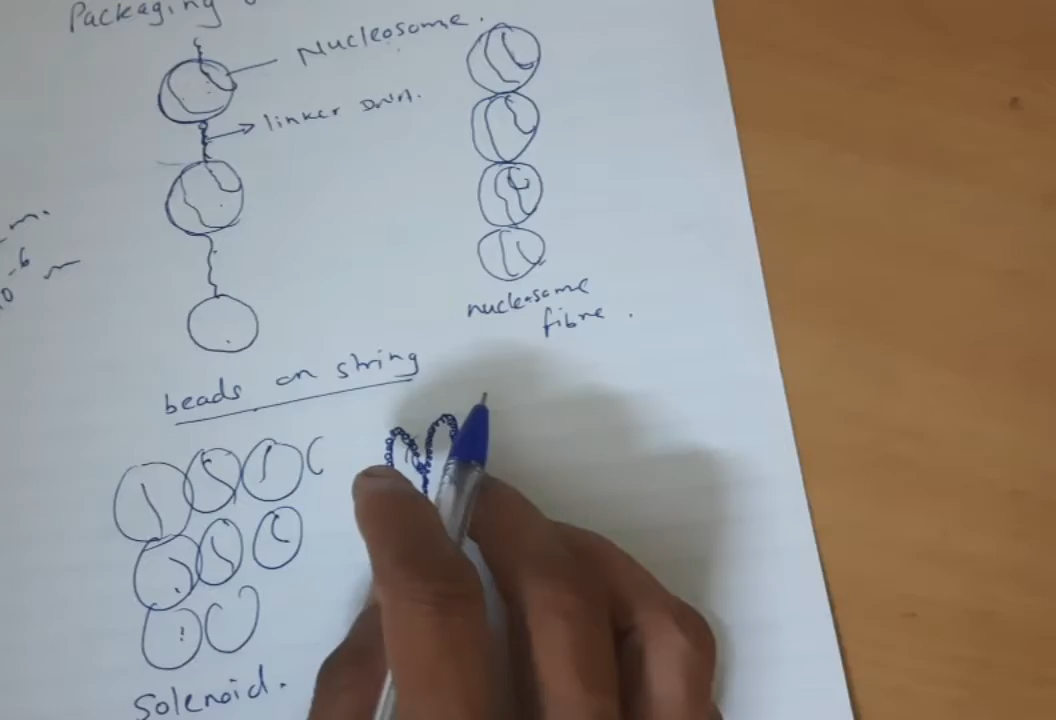 Packaging
Nucleosome.
linker DNA.
nucleosome
fibre.
beads on string
Solenoid.